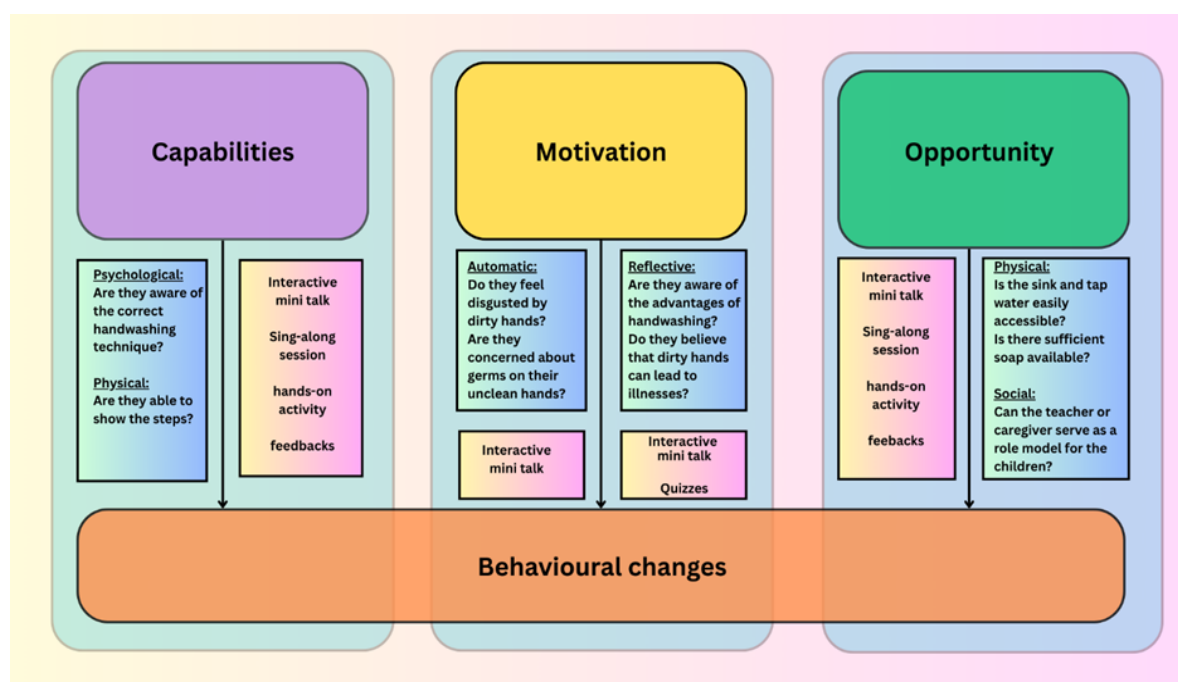 Capabilities
Psychological:
Are they aware of
the correct
handwashing
technique?
Physical:
Are they able to
show the steps?
Interactive
mini talk
Sing-along
session
hands-on
activity
feedbacks
Motivation
Automatic:
Do they feel
disgusted by
dirty hands?
Are they
concerned about
germs on their
unclean hands?
Interactive
mini talk
Reflective:
Are they aware of
the advantages of
handwashing?
Do they believe
that dirty hands
can lead to
illnesses?
Interactive
mini talk
Quizzes
Opportunity
Interactive
mini talk
Sing-along
session
hands-on
activity
feebacks
Physical:
Is the sink and tap
water easily
accessible?
Is there sufficient
soap available?
Social:
Can the teacher or
caregiver serve as a
role model for the
children?
Behavioural changes